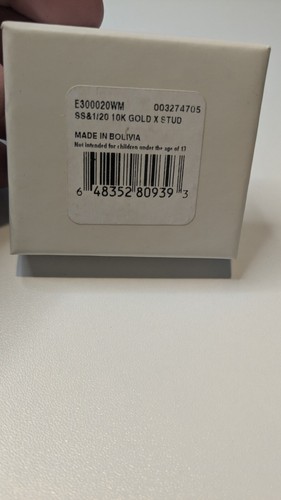 E300020WM 003274705
SS&1/20 10K GOLD X STUD
MADE IN BOLIVIA
Not intended for children under the age of 13
6 48352 80939 3